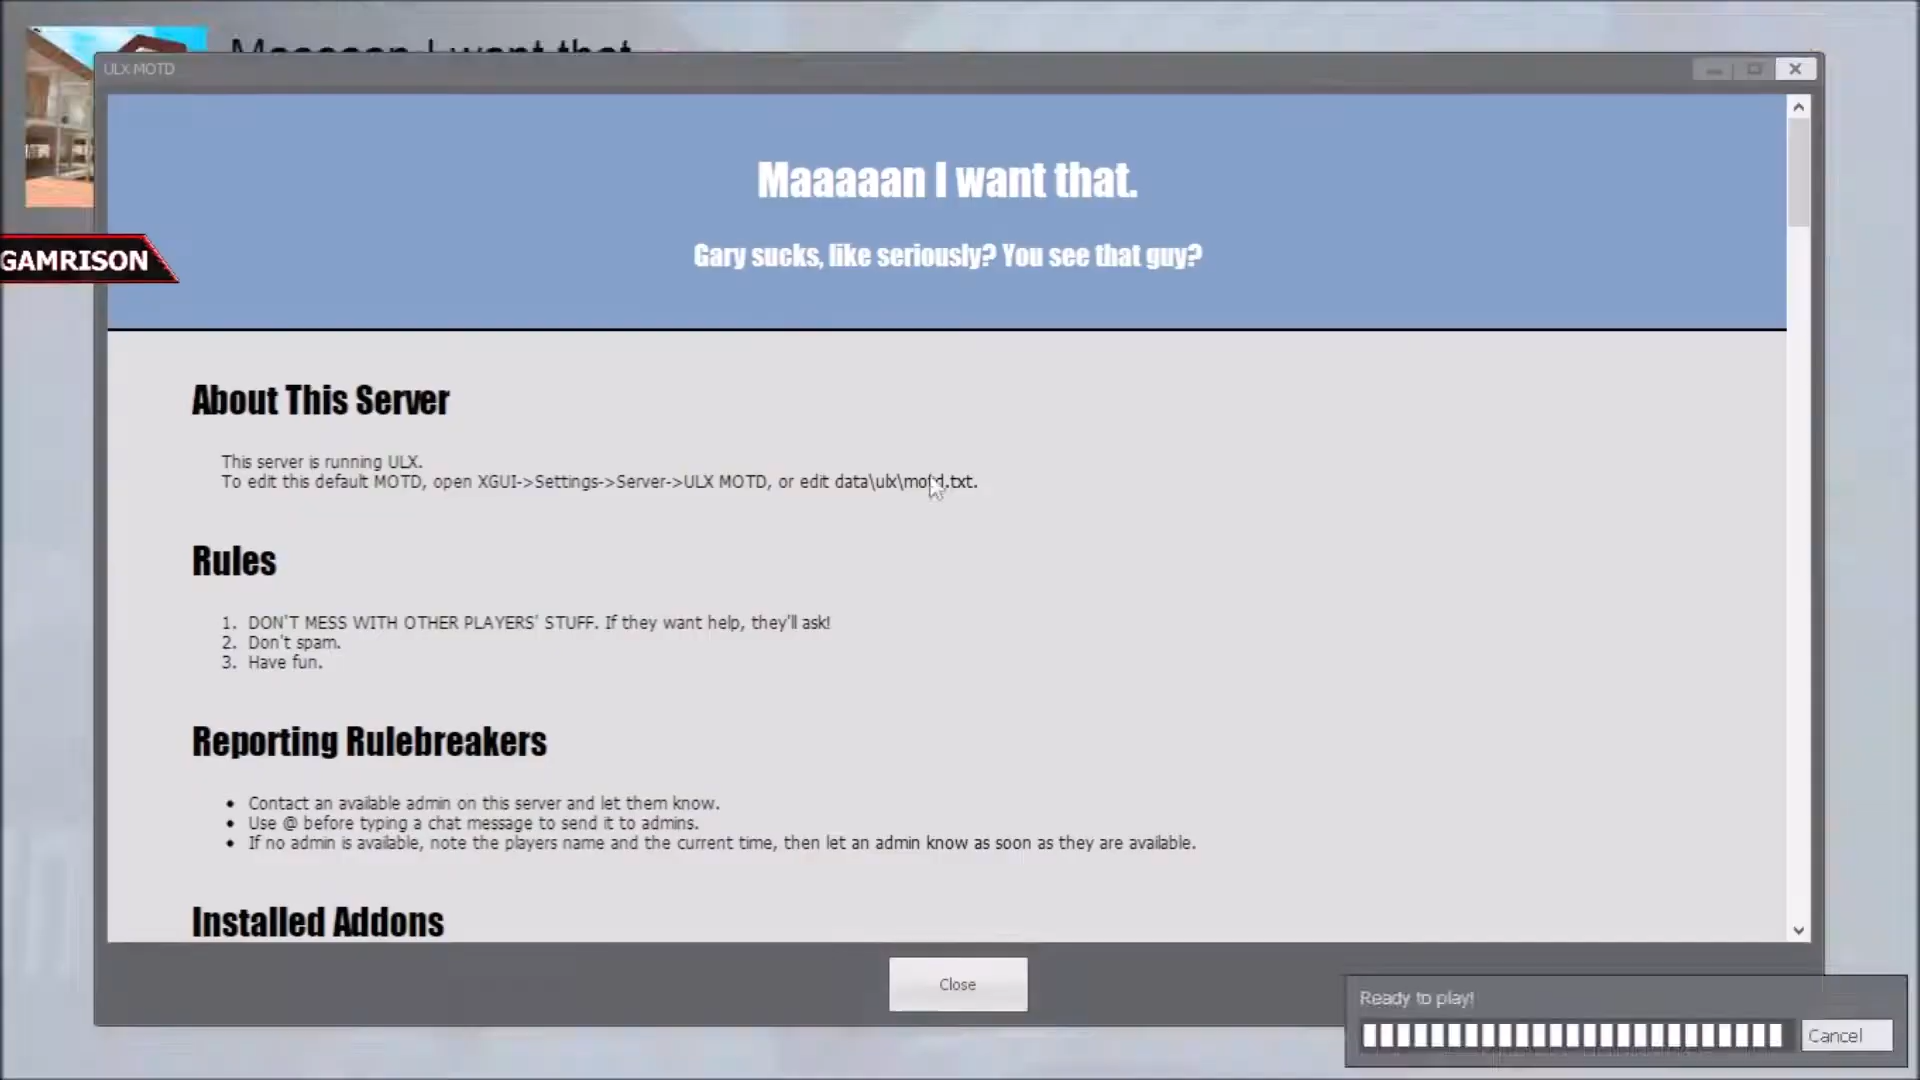 Maaaaan I want that.
ULX MOTD
Maaaaan I want that.
Gary sucks, like seriously? You see that guy?
GAMRISON
About This Server
This server is running ULX.
To edit this default MOTD, open XGUI->Settings->Server->ULX MOTD, or edit data\ulx\motd.txt.
Rules
1. DON'T MESS WITH OTHER PLAYERS' STUFF. If they want help, they'll ask!
2. Don't spam.
3. Have fun.
Reporting Rulebreakers
• Contact an available admin on this server and let them know.
• Use @ before typing a chat message to send it to admins.
• If no admin is available, note the players name and the current time, then let an admin know as soon as they are available.
Installed Addons
Close
Ready to play!
Cancel